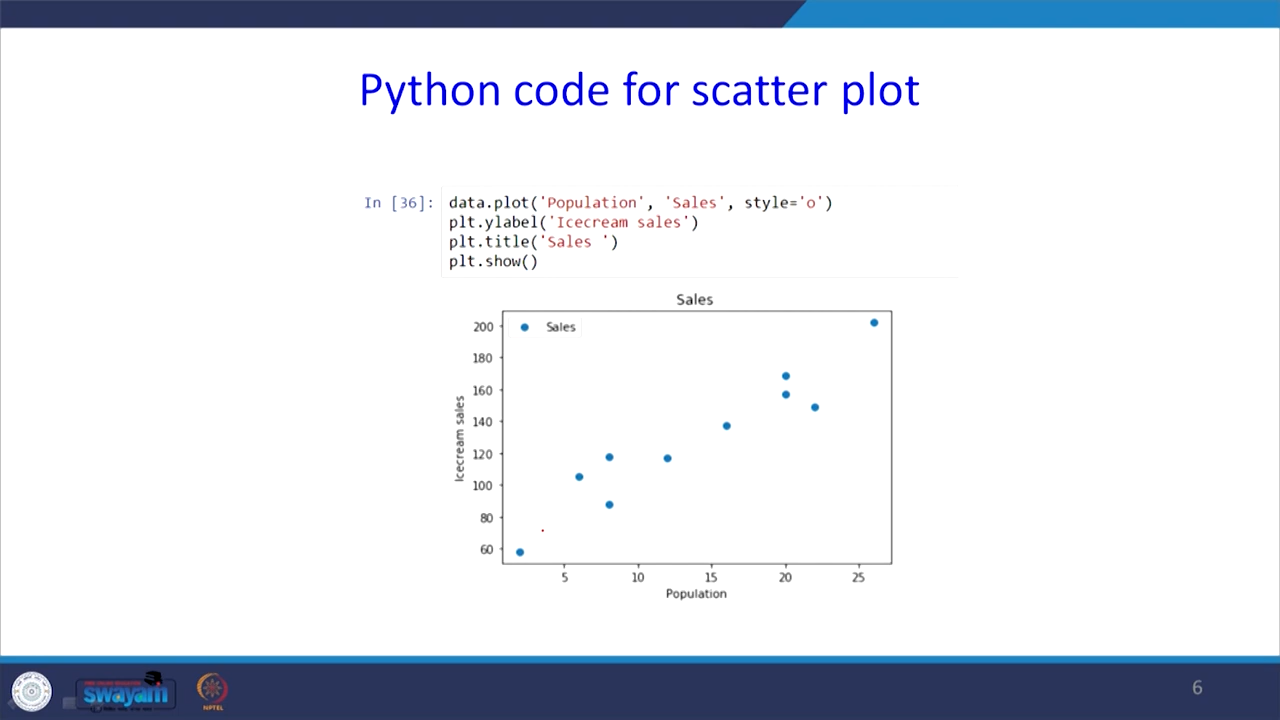 Python code for scatter plot
In [36]: data.plot('Population', 'Sales', style='o')
plt.ylabel('Icecream sales')
plt.title('Sales ')
plt.show()
Sales
Sales
200
180
160
140
120
100
80
60
Icecream sales
5 10 15 20 25
Population
swayam
NPTEL
6